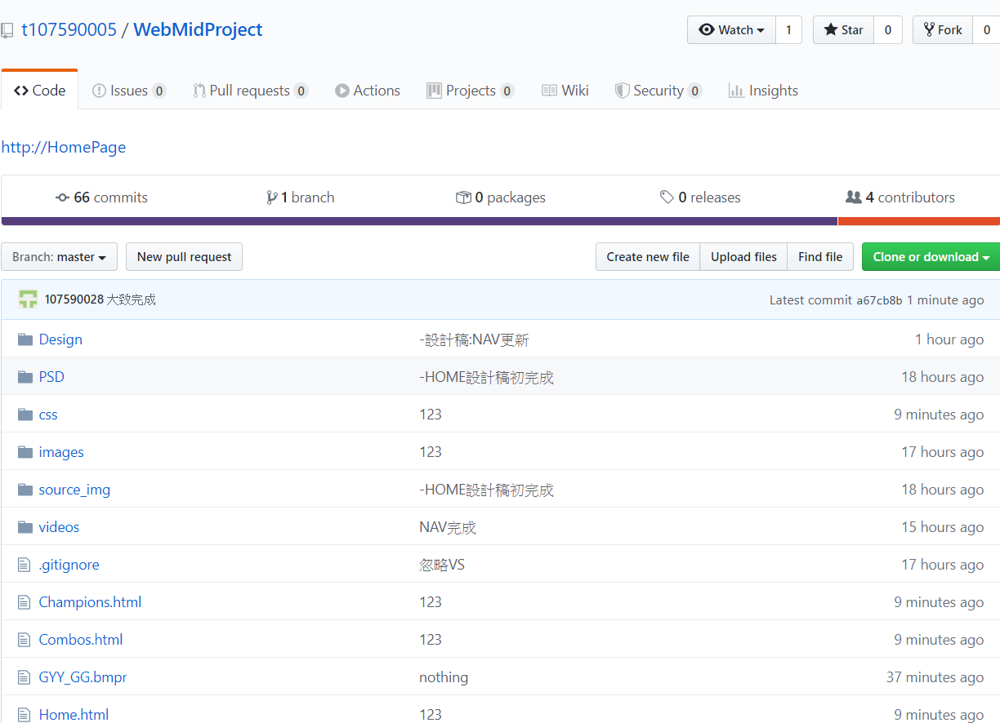 t107590005 / WebMidProject Watch 1 Star 0 Fork 0
Code Issues 0 Pull requests 0 Actions Projects 0 Wiki Security 0 Insights
http://HomePage
66 commits 1 branch 0 packages 0 releases 4 contributors
Branch: master New pull request Create new file Upload files Find file Clone or download
107590028 大致完成 Latest commit a67cb8b 1 minute ago
Design -設計稿:NAV更新 1 hour ago
PSD -HOME設計稿初完成 18 hours ago
css 123 9 minutes ago
images 123 17 hours ago
source_img -HOME設計稿初完成 18 hours ago
videos NAV完成 15 hours ago
.gitignore 忽略VS 17 hours ago
Champions.html 123 9 minutes ago
Combos.html 123 9 minutes ago
GYY_GG.bmpr nothing 37 minutes ago
Home.html 123 9 minutes ago